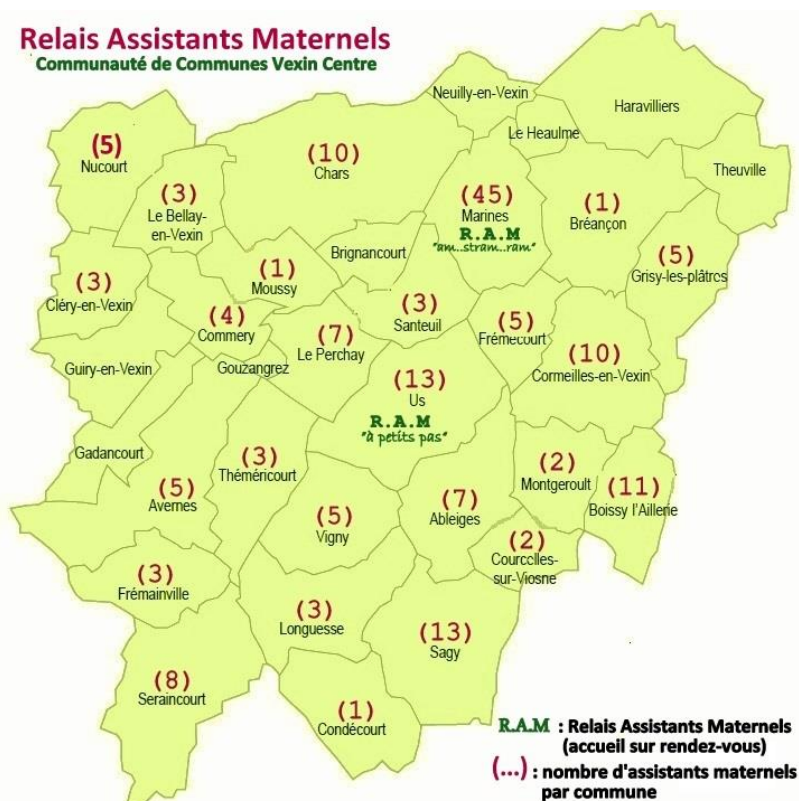 Relais Assistants Maternels
Communauté de Communes Vexin Centre
Neuilly-en-Vexin
Haravilliers
Le Heaulme
(5)
Nucourt
(10)
Chars
Theuville
(3)
Le Bellay-
en-Vexin
(45)
Marines
R.A.M
"am...stram...ram"
(1)
Bréançon
Brignancourt
(5)
Grisy-les-plâtrcs
(1)
Moussy
(3)
Cléry-en-Vexin
(4)
Commery
(3)
Santeuil
(5)
Frémecourt
(7)
Le Perchay
(10)
Cormeilles-en-Vexin
Guiry-en-Vexin
Gouzangrez
(13)
Us
R.A.M
"à petits pas"
Gadancourt
(3)
Théméricourt
(2)
Montgeroult
(5)
Avernes
(11)
Boissy l'Aillerie
(7)
Ableiges
(5)
Vigny
(2)
Courcclles-
sur-Viosne
(3)
Frémainville
(3)
Longuesse
(13)
Sagy
(8)
Seraincourt
(1)
Condécourt
R.A.M : Relais Assistants Maternels
(accueil sur rendez-vous)
(...) : nombre d'assistants maternels
par commune